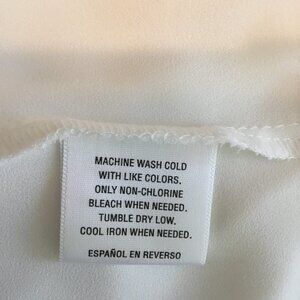 MACHINE WASH COLD
WITH LIKE COLORS.
ONLY NON-CHLORINE
BLEACH WHEN NEEDED.
TUMBLE DRY LOW.
COOL IRON WHEN NEEDED.
ESPAÑOL EN REVERSO